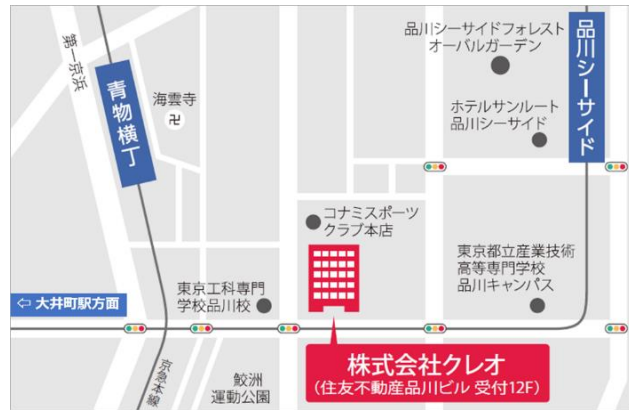 第一京浜
青物横丁
海雲寺
卍
品川シーサイドフォレスト
オーバルガーデン
ホテルサンルート
品川シーサイド
品川シーサイド
コナミスポーツ
クラブ本店
東京都立産業技術
高等専門学校
品川キャンパス
⇦ 大井町駅方面
東京工科専門
学校品川校
京急本線
鮫洲
運動公園
株式会社クレオ
(住友不動産品川ビル 受付12F)